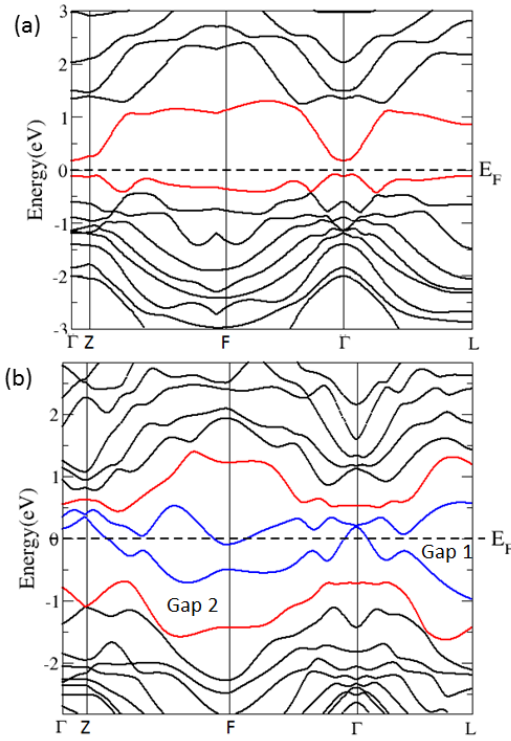 (a)
3
2
1
0
-1
-2
-3
Energy(eV)
E_F
Γ Z F Γ L
(b)
2
1
0
-1
-2
Energy(eV)
E_F
Gap 1
Gap 2
Γ Z F Γ L